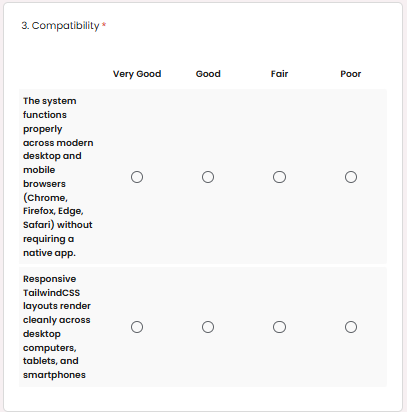 3. Compatibility *
Very Good Good Fair Poor
The system
functions
properly
across modern
desktop and
mobile
browsers
(Chrome,
Firefox, Edge,
Safari) without
requiring a
native app.
Responsive
TailwindCSS
layouts render
cleanly across
desktop
computers,
tablets, and
smartphones